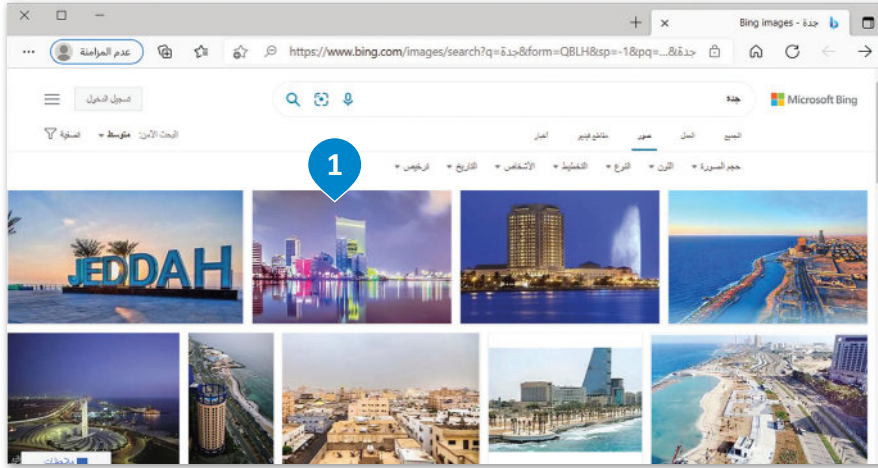 Bing images - جدة
https://www.bing.com/images/search?q=جدة&form=QBLH&sp=-1&pq=...&جدة
عدم المزامنة
Microsoft Bing
جدة
تسجيل الدخول
الجميع العمل صور مقاطع فيديو أخبار
البحث الآمن: متوسط تصفية
حجم الصورة اللون النوع التخطيط الأشخاص التاريخ ترخيص
1
JEDDAH
ملاحظات